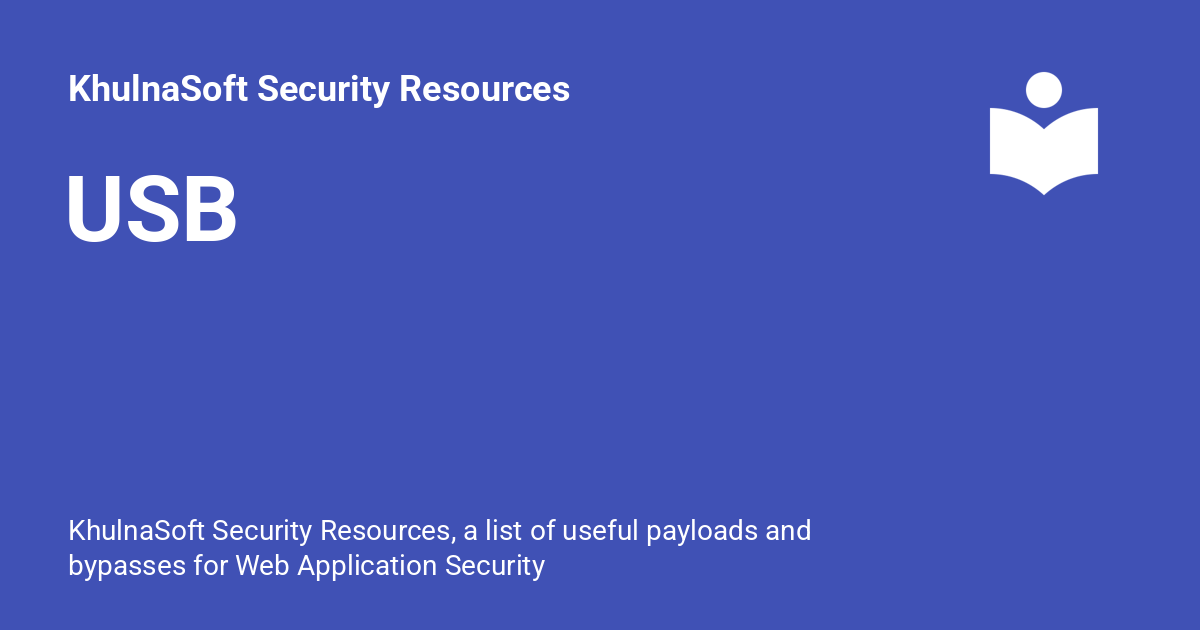 KhulnaSoft Security Resources
USB
KhulnaSoft Security Resources, a list of useful payloads and
bypasses for Web Application Security